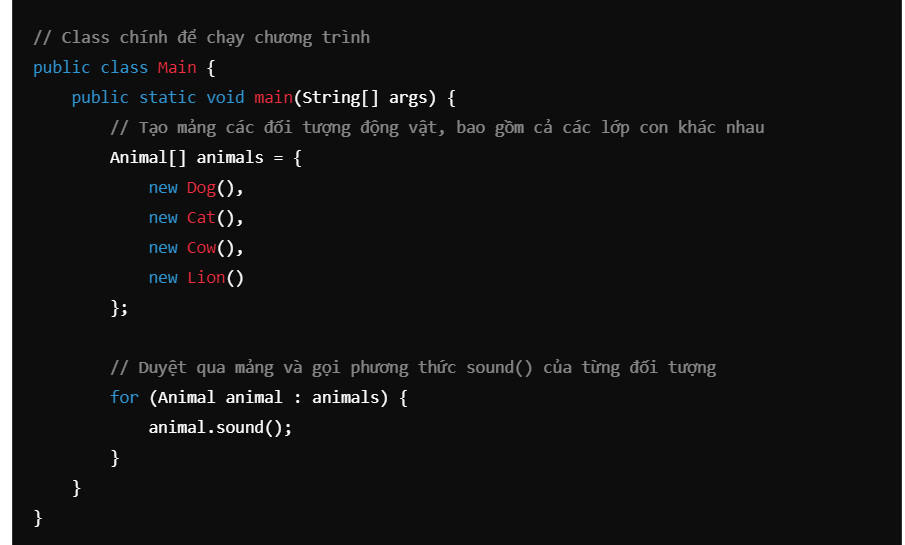 // Class chính để chạy chương trình
public class Main {
    public static void main(String[] args) {
        // Tạo mảng các đối tượng động vật, bao gồm cả các lớp con khác nhau
        Animal[] animals = {
            new Dog(),
            new Cat(),
            new Cow(),
            new Lion()
        };
        // Duyệt qua mảng và gọi phương thức sound() của từng đối tượng
        for (Animal animal : animals) {
            animal.sound();
        }
    }
}